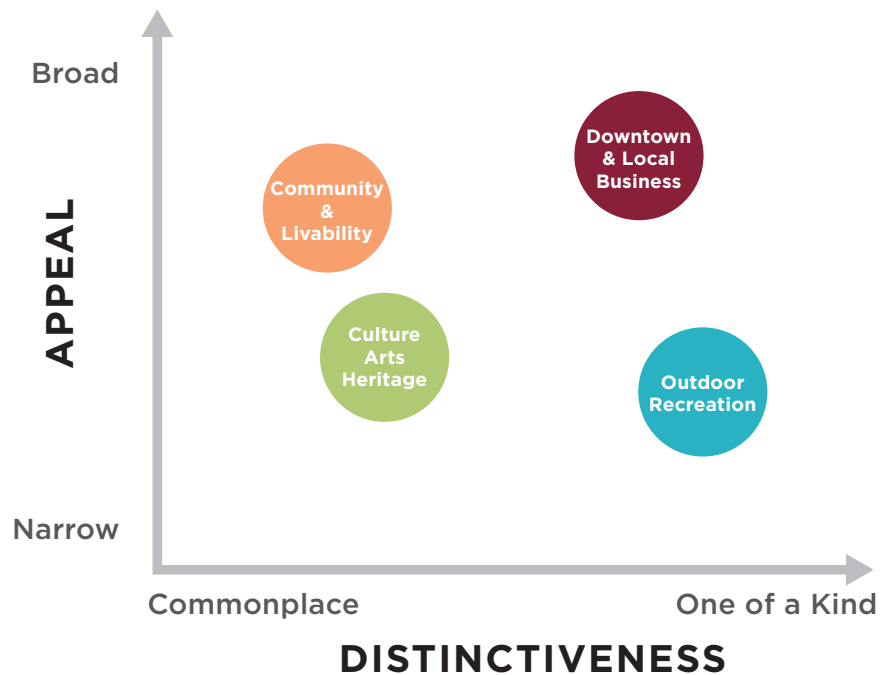 Broad
Downtown
& Local
Business
Community
&
Livability
APPEAL
Culture
Arts
Heritage
Outdoor
Recreation
Narrow
Commonplace
One of a Kind
DISTINCTIVENESS